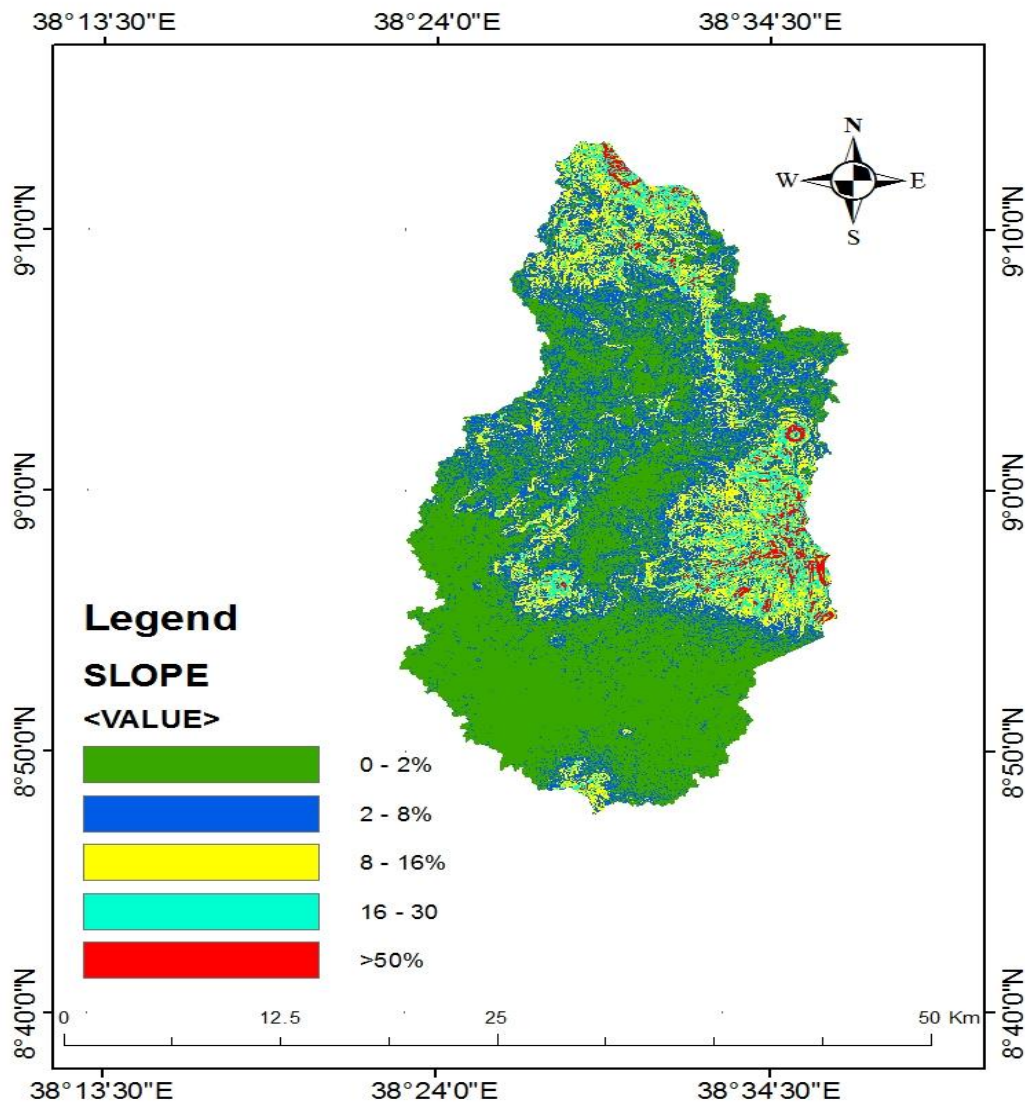 38°13'30"E 38°24'0"E 38°34'30"E
N
W E
S
9°10'0"N 9°10'0"N
9°0'0"N 9°0'0"N
Legend
SLOPE
<VALUE>
8°50'0"N 8°50'0"N
0 - 2%
2 - 8%
8 - 16%
16 - 30
>50%
8°40'0"N 8°40'0"N
0 12.5 25 50 Km
38°13'30"E 38°24'0"E 38°34'30"E